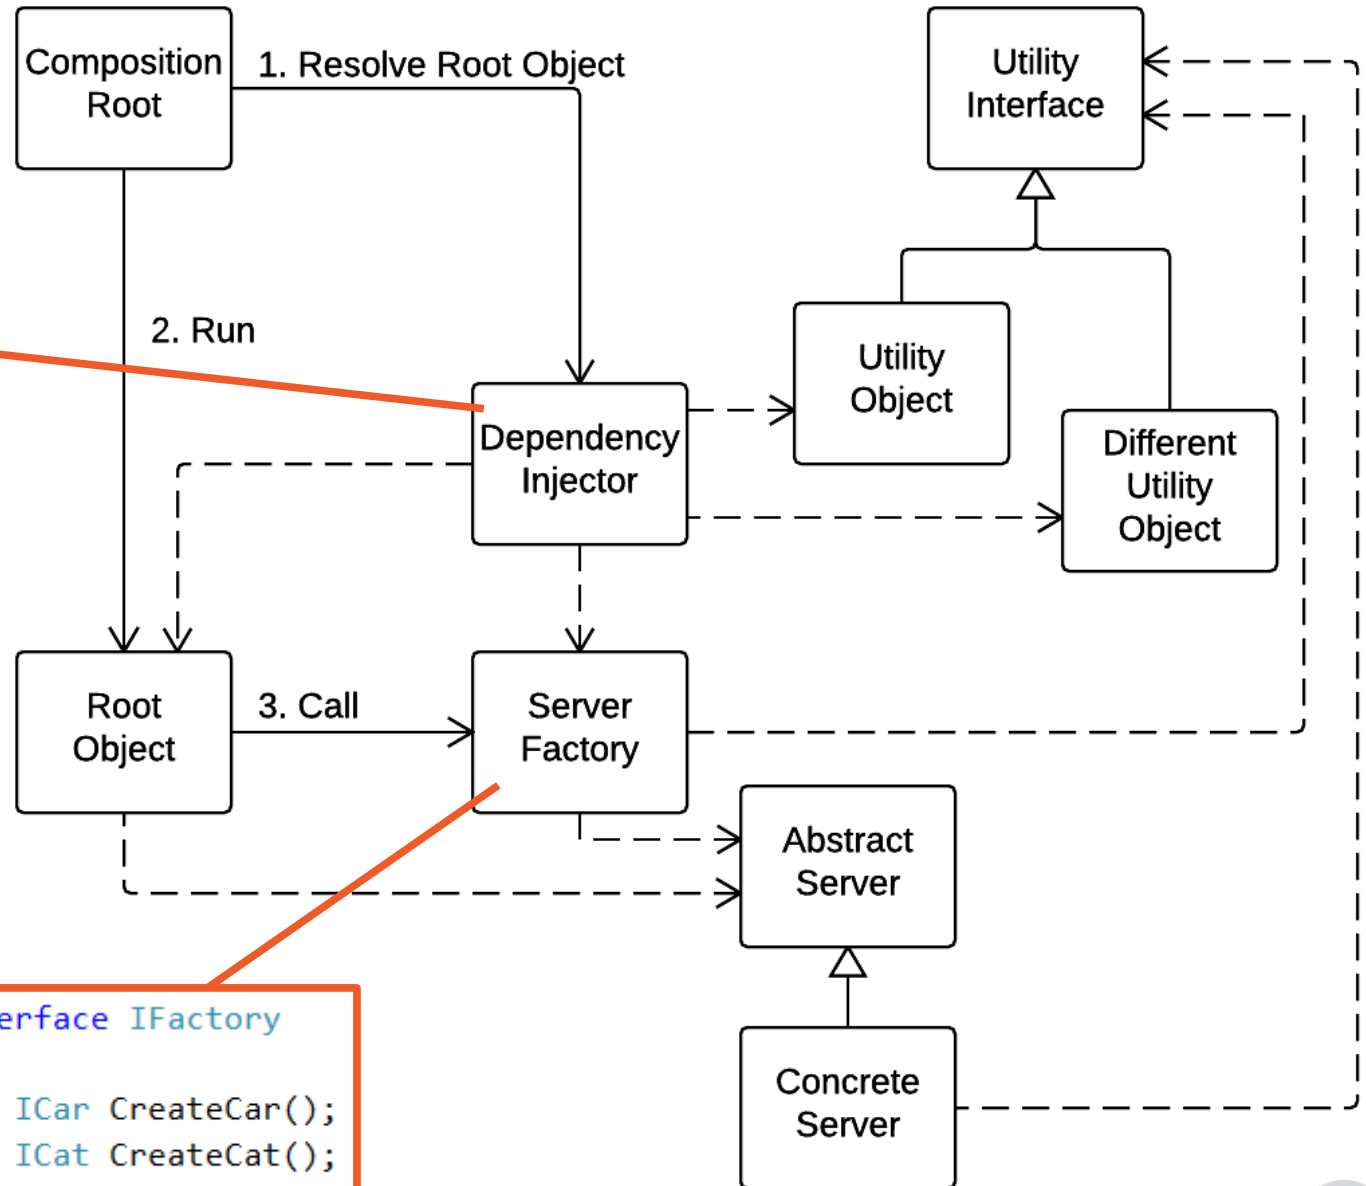 Composition
Root
1. Resolve Root Object
Utility
Interface
2. Run
Utility
Object
Dependency
Injector
Different
Utility
Object
Root
Object
3. Call
Server
Factory
Abstract
Server
erface IFactory
ICar CreateCar();
ICat CreateCat();
Concrete
Server